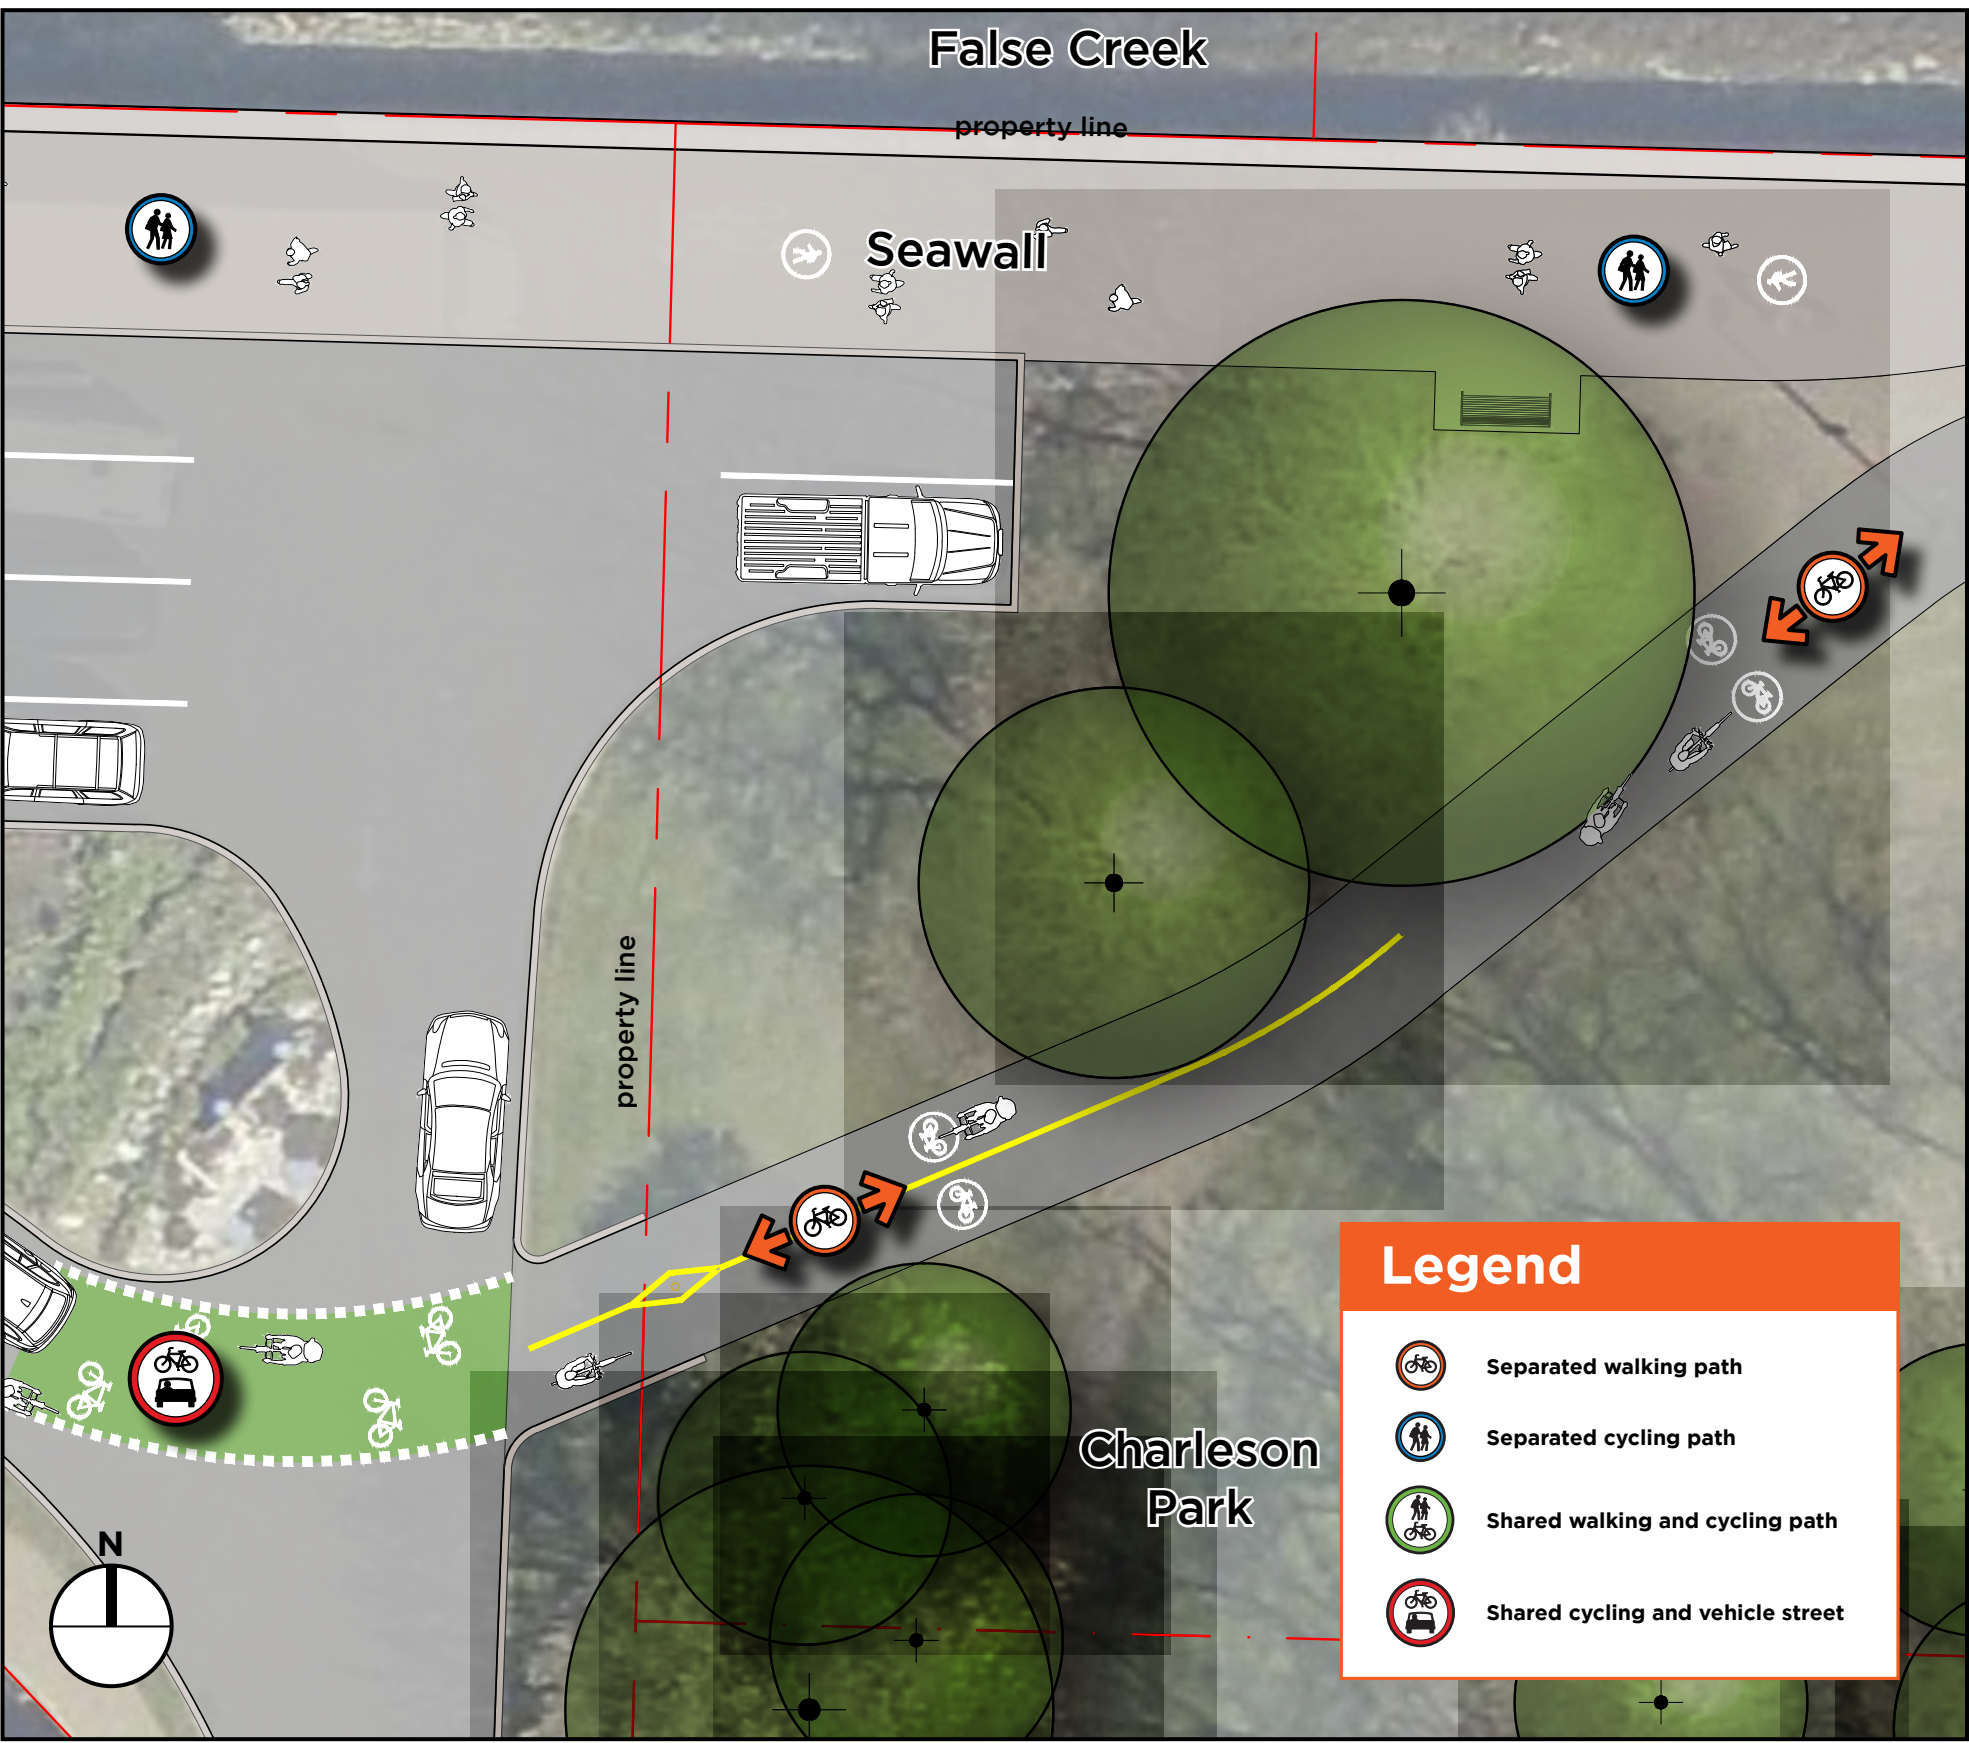 False Creek
property line
Seawall
property line
Charleson
Park
N
Legend
Separated walking path
Separated cycling path
Shared walking and cycling path
Shared cycling and vehicle street